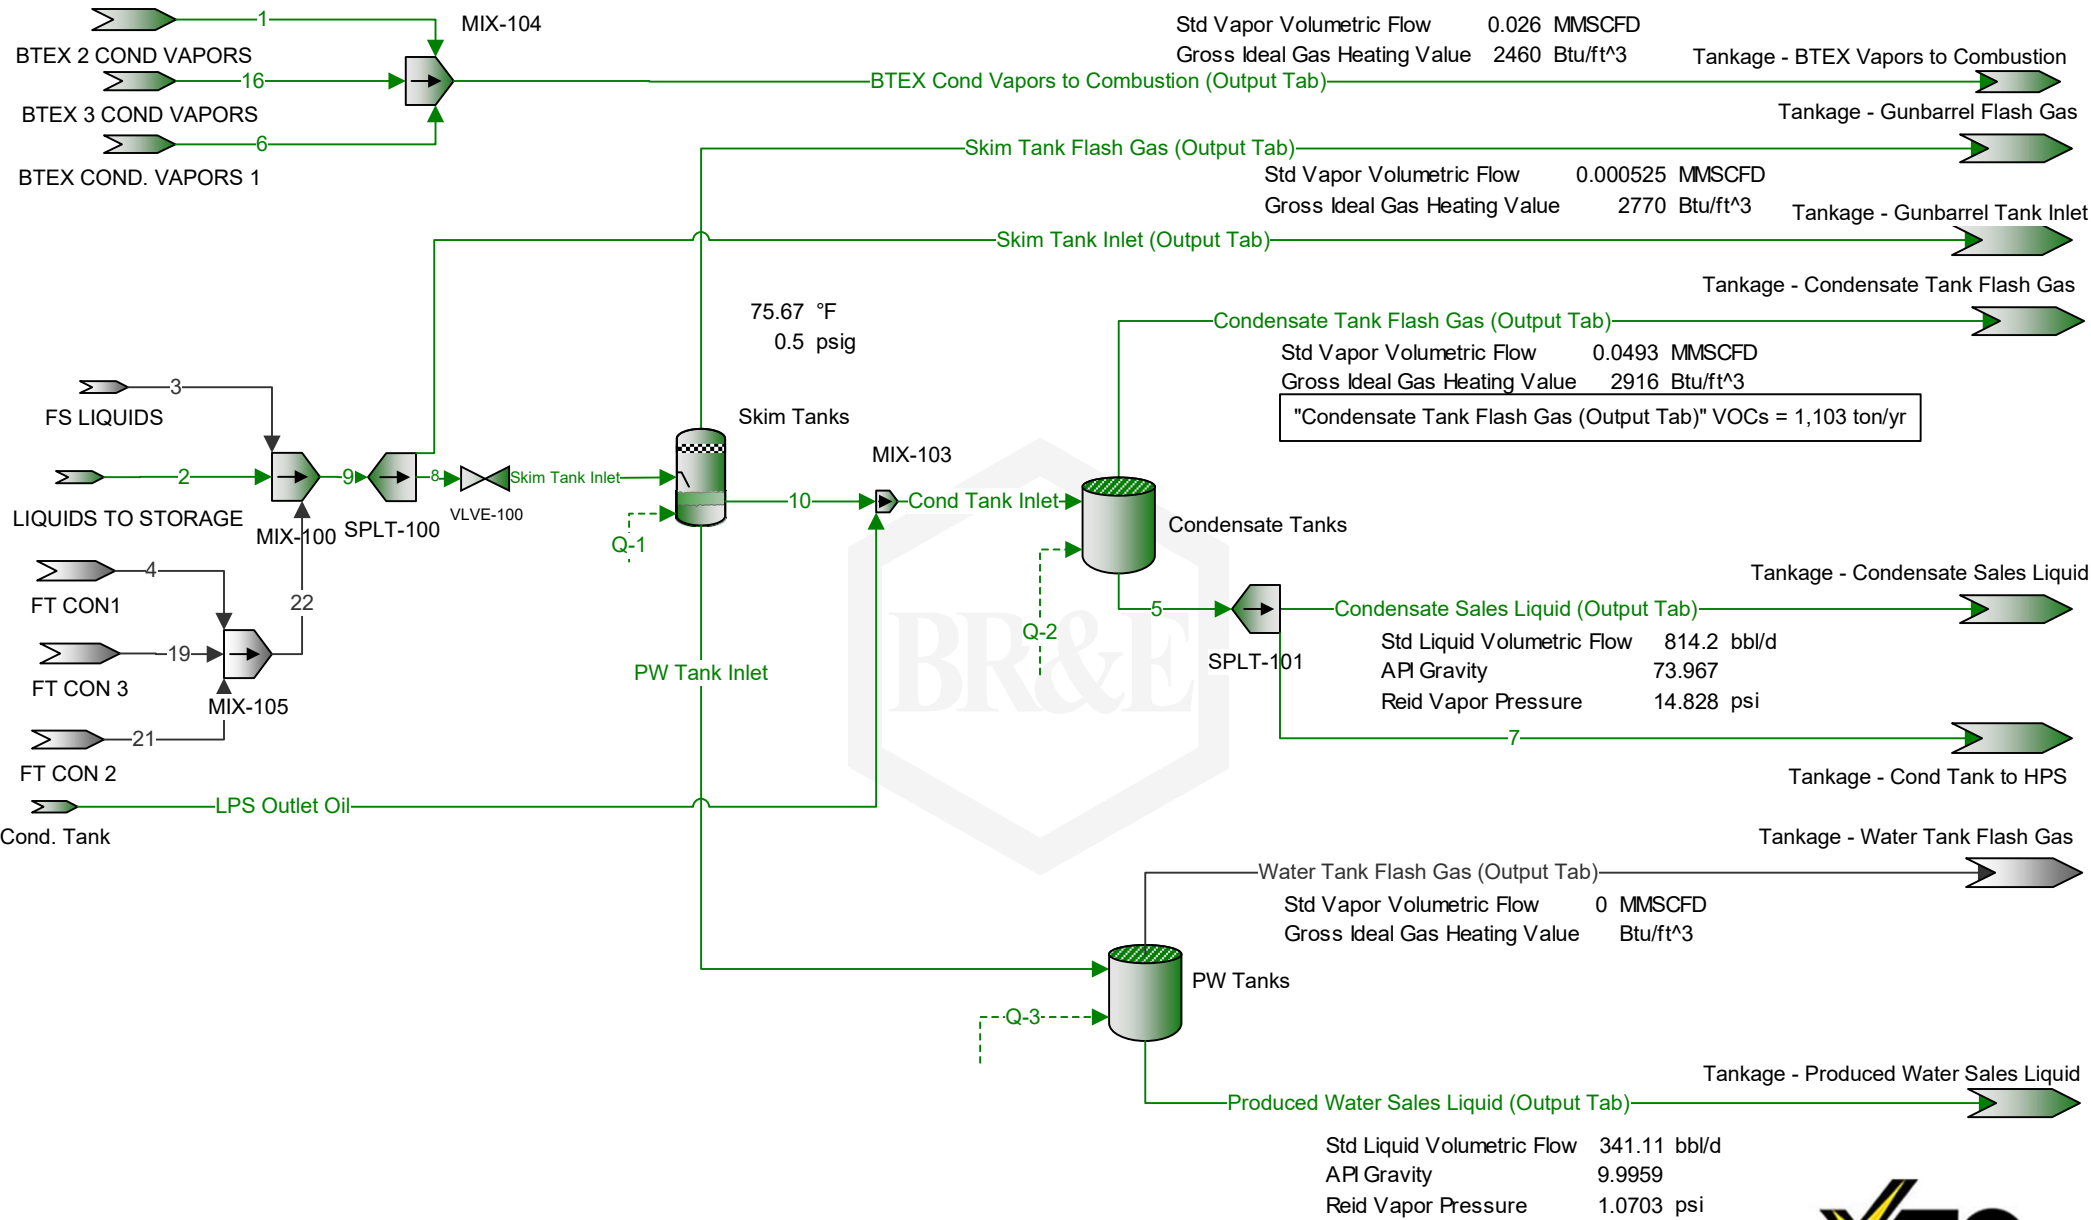 1
MIX-104
BTEX 2 COND VAPORS
16
BTEX 3 COND VAPORS
6
BTEX COND. VAPORS 1
Std Vapor Volumetric Flow 0.026 MMSCFD
Gross Ideal Gas Heating Value 2460 Btu/ft^3
Tankage - BTEX Vapors to Combustion
BTEX Cond Vapors to Combustion (Output Tab)
Tankage - Gunbarrel Flash Gas
Skim Tank Flash Gas (Output Tab)
Std Vapor Volumetric Flow 0.000525 MMSCFD
Gross Ideal Gas Heating Value 2770 Btu/ft^3
Tankage - Gunbarrel Tank Inlet
Skim Tank Inlet (Output Tab)
Tankage - Condensate Tank Flash Gas
75.67 °F
0.5 psig
Condensate Tank Flash Gas (Output Tab)
Std Vapor Volumetric Flow 0.0493 MMSCFD
Gross Ideal Gas Heating Value 2916 Btu/ft^3
"Condensate Tank Flash Gas (Output Tab)" VOCs = 1,103 ton/yr
3
FS LIQUIDS
Skim Tanks
MIX-103
2
9
8
Skim Tank Inlet
10
Cond Tank Inlet
LIQUIDS TO STORAGE
MIX-100
SPLT-100
VLVE-100
Condensate Tanks
Q-1
4
FT CON1
22
Tankage - Condensate Sales Liquid
5
Condensate Sales Liquid (Output Tab)
Q-2
Std Liquid Volumetric Flow 814.2 bbl/d
API Gravity 73.967
Reid Vapor Pressure 14.828 psi
19
FT CON 3
SPLT-101
PW Tank Inlet
BR&E
MIX-105
21
FT CON 2
7
Tankage - Cond Tank to HPS
LPS Outlet Oil
Cond. Tank
Tankage - Water Tank Flash Gas
Water Tank Flash Gas (Output Tab)
Std Vapor Volumetric Flow 0 MMSCFD
Gross Ideal Gas Heating Value Btu/ft^3
PW Tanks
Q-3
Tankage - Produced Water Sales Liquid
Produced Water Sales Liquid (Output Tab)
Std Liquid Volumetric Flow 341.11 bbl/d
API Gravity 9.9959
Reid Vapor Pressure 1.0703 psi